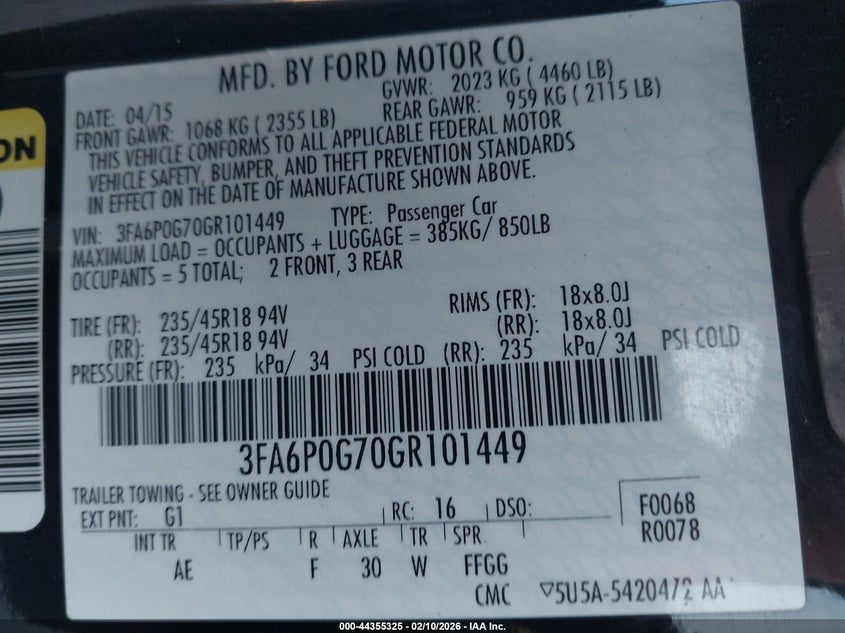 MFD. BY FORD MOTOR CO.
DATE: 04/15 GVWR: 2023 KG ( 4460 LB)
FRONT GAWR: 1068 KG ( 2355 LB) REAR GAWR: 959 KG ( 2115 LB)
THIS VEHICLE CONFORMS TO ALL APPLICABLE FEDERAL MOTOR
VEHICLE SAFETY, BUMPER, AND THEFT PREVENTION STANDARDS
IN EFFECT ON THE DATE OF MANUFACTURE SHOWN ABOVE.
VIN: 3FA6P0G70GR101449 TYPE: Passenger Car
MAXIMUM LOAD = OCCUPANTS + LUGGAGE = 385KG/ 850LB
OCCUPANTS = 5 TOTAL; 2 FRONT, 3 REAR
TIRE (FR): 235/45R18 94V RIMS (FR): 18x8.0J
(RR): 235/45R18 94V (RR): 18x8.0J
PRESSURE (FR): 235 kPa/ 34 PSI COLD (RR): 235 kPa/ 34 PSI COLD
3FA6P0G70GR101449
TRAILER TOWING - SEE OWNER GUIDE
EXT PNT: G1 RC: 16 DSO: F0068
INT TR TP/PS R AXLE TR SPR R0078
AE F 30 W FFGG
CMC ▽5U5A-5420472 AA
ON
000-44355325 - 02/10/2026 - IAA Inc.